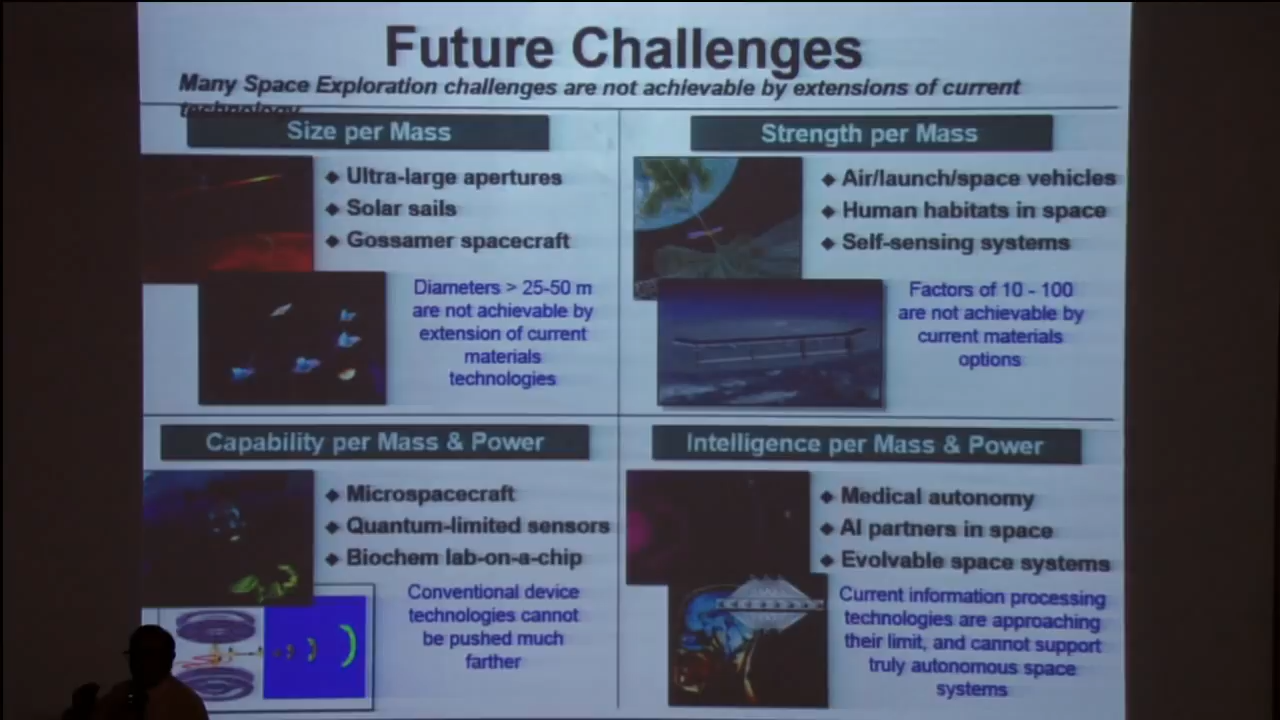 Future Challenges
Many Space Exploration challenges are not achievable by extensions of current
technology
Size per Mass
◆ Ultra-large apertures
◆ Solar sails
◆ Gossamer spacecraft
Diameters > 25-50 m
are not achievable by
extension of current
materials
technologies
Strength per Mass
◆ Air/launch/space vehicles
◆ Human habitats in space
◆ Self-sensing systems
Factors of 10 - 100
are not achievable by
current materials
options
Capability per Mass & Power
◆ Microspacecraft
◆ Quantum-limited sensors
◆ Biochem lab-on-a-chip
Conventional device
technologies cannot
be pushed much
farther
Intelligence per Mass & Power
◆ Medical autonomy
◆ AI partners in space
◆ Evolvable space systems
Current information processing
technologies are approaching
their limit, and cannot support
truly autonomous space
systems